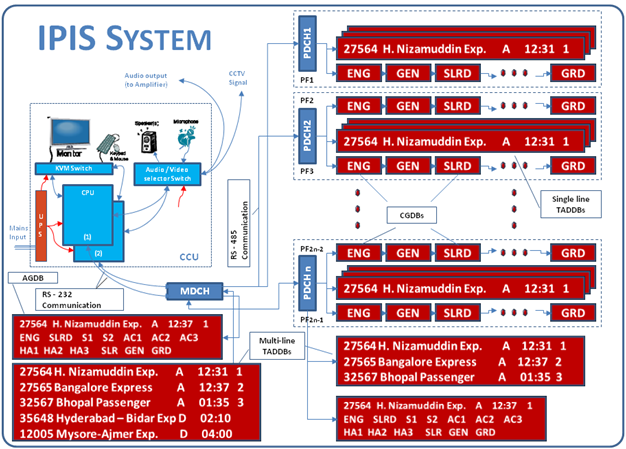 IPIS SYSTEM
Audio output
(to Amplifier)
CCTV
Signal
Speaker(s)
Microphone
Monitor
Keypad
& Mouse
KVM Switch
Audio / Video
selector Switch
CPU
(1)
(2)
UPS
Mains
Input
CCU
RS - 485
Communication
AGDB
RS - 232
Communication
MDCH
PDCH1
27564 H. Nizamuddin Exp. A 12:31 1
PF1
ENG GEN SLRD GRD
PF2
ENG GEN SLRD GRD
PDCH2
27564 H. Nizamuddin Exp. A 12:31 1
PF3
ENG GEN SLRD GRD
Single line
TADDBs
CGDBs
PF2n-2
ENG GEN SLRD GRD
PDCH n
27564 H. Nizamuddin Exp. A 12:31 1
PF2n-1
ENG GEN SLRD GRD
27564 H. Nizamuddin Exp. A 12:37 1
ENG SLRD S1 S2 AC1 AC2 AC3
HA1 HA2 HA3 SLR GEN GRD
Multi-line
TADDBs
27564 H. Nizamuddin Exp. A 12:31 1
27565 Bangalore Express A 12:37 2
32567 Bhopal Passenger A 01:35 3
35648 Hyderabad – Bidar Exp D 02:10
12005 Mysore-Ajmer Exp. D 04:00
27564 H. Nizamuddin Exp. A 12:31 1
27565 Bangalore Express A 12:37 2
32567 Bhopal Passenger A 01:35 3
27564 H. Nizamuddin Exp. A 12:37 1
ENG SLRD S1 S2 AC1 AC2 AC3
HA1 HA2 HA3 SLR GEN GRD